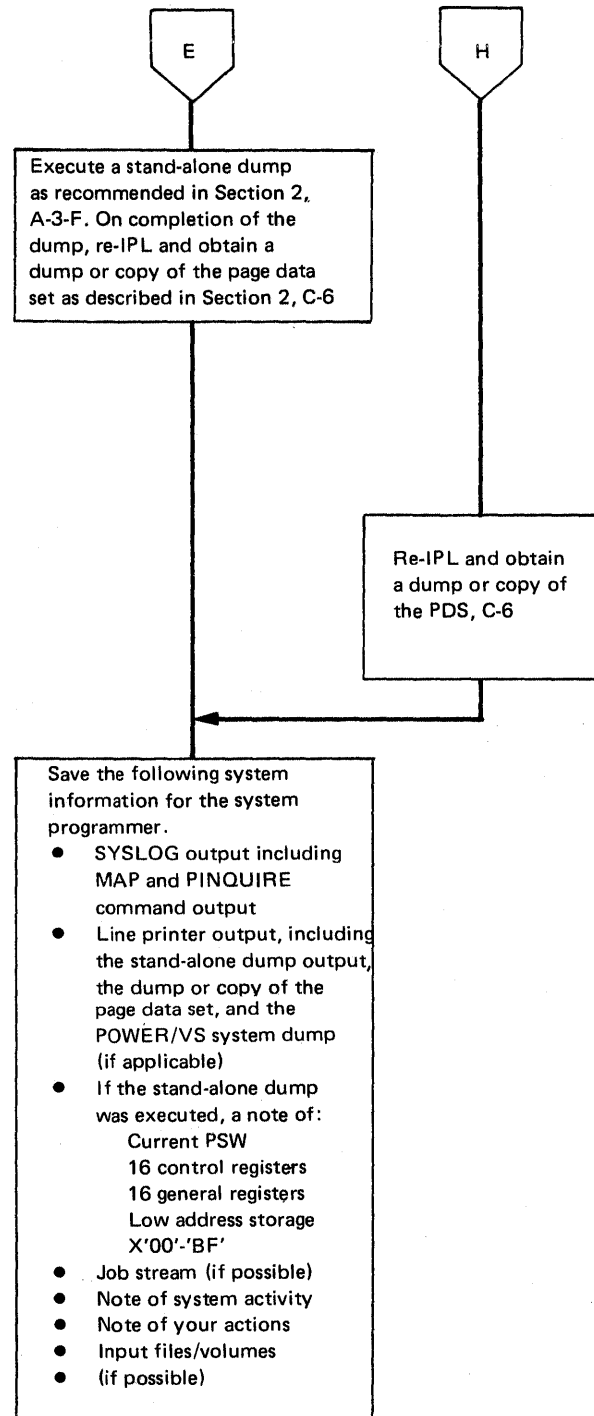 E
H
Execute a stand-alone dump
as recommended in Section 2,
A-3-F. On completion of the
dump, re-IPL and obtain a
dump or copy of the page data
set as described in Section 2, C-6
Re-IPL and obtain
a dump or copy of
the PDS, C-6
Save the following system
information for the system
programmer.
● SYSLOG output including
MAP and PINQUIRE
command output
● Line printer output, including
the stand-alone dump output,
the dump or copy of the
page data set, and the
POWER/VS system dump
(if applicable)
● If the stand-alone dump
was executed, a note of:
Current PSW
16 control registers
16 general registers
Low address storage
X'00'-'BF'
● Job stream (if possible)
● Note of system activity
● Note of your actions
● Input files/volumes
● (if possible)